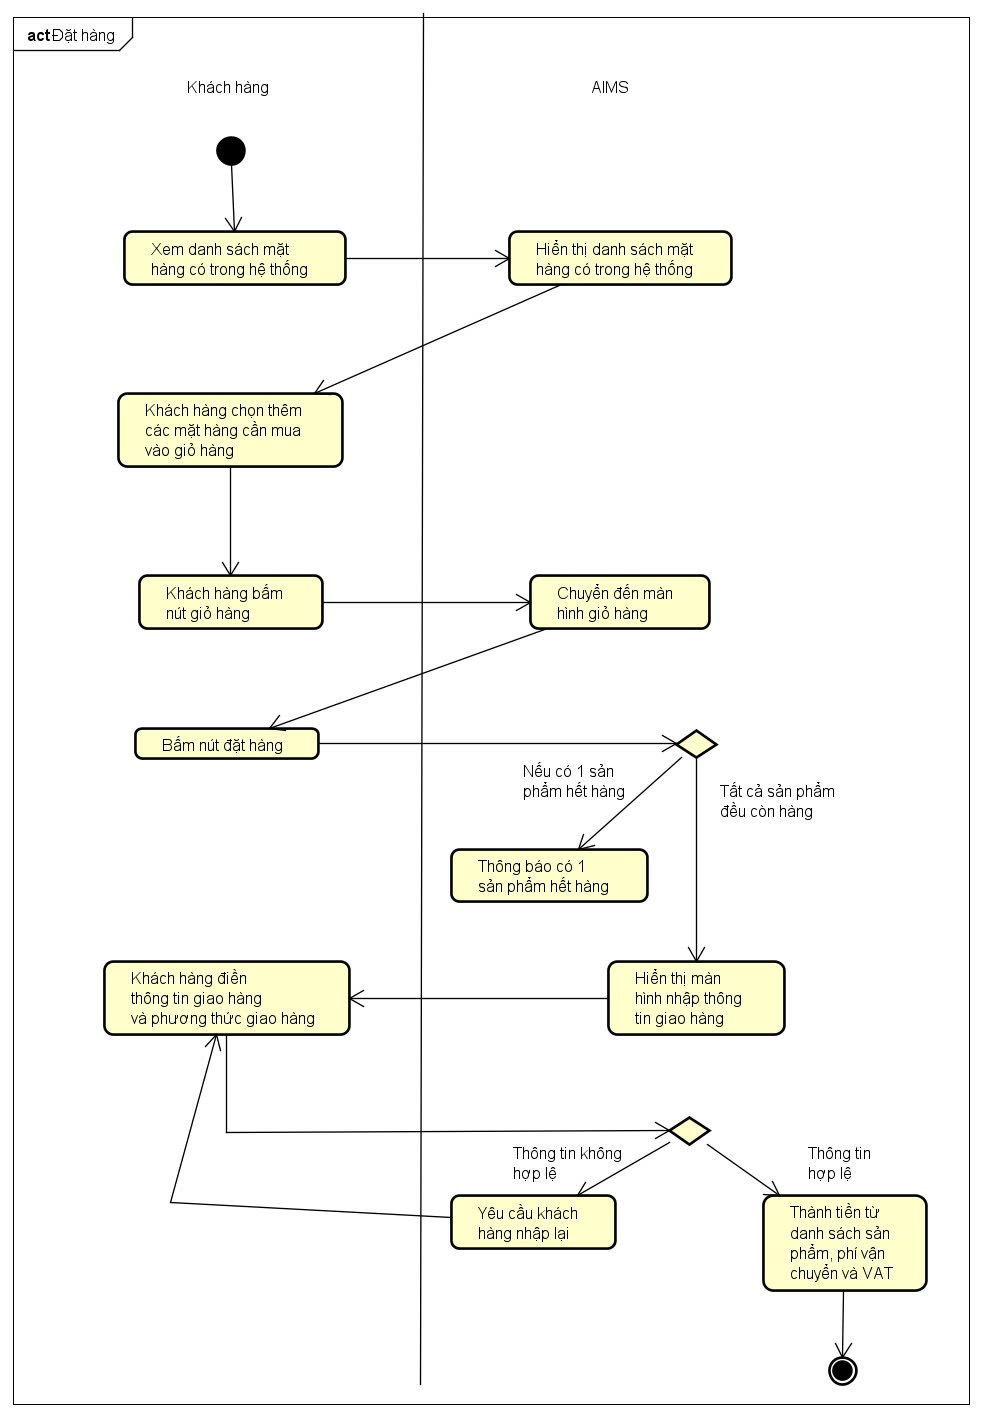 act Đặt hàng
Khách hàng
AIMS
Xem danh sách mặt
hàng có trong hệ thống
Hiển thị danh sách mặt
hàng có trong hệ thống
Khách hàng chọn thêm
các mặt hàng cần mua
vào giỏ hàng
Khách hàng bấm
nút giỏ hàng
Chuyển đến màn
hình giỏ hàng
Bấm nút đặt hàng
Nếu có 1 sản
phẩm hết hàng
Tất cả sản phẩm
đều còn hàng
Thông báo có 1
sản phẩm hết hàng
Khách hàng điền
thông tin giao hàng
và phương thức giao hàng
Hiển thị màn
hình nhập thông
tin giao hàng
Thông tin không
hợp lệ
Thông tin
hợp lệ
Yêu cầu khách
hàng nhập lại
Thành tiền từ
danh sách sản
phẩm, phí vận
chuyển và VAT